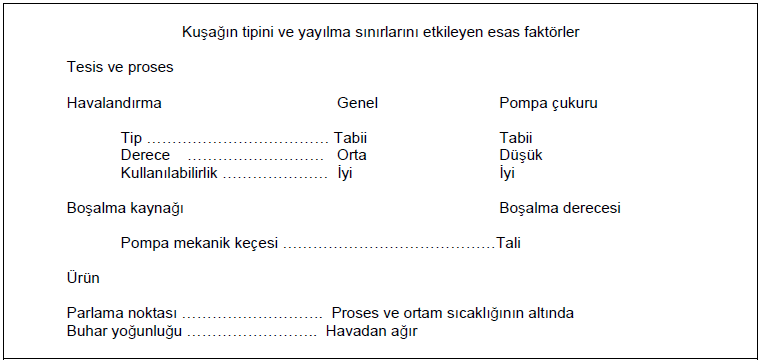 Kuşağın tipini ve yayılma sınırlarını etkileyen esas faktörler
Tesis ve proses
Havalandırma Genel Pompa çukuru
Tip ……………………………… Tabii Tabii
Derece ……………………… Orta Düşük
Kullanılabilirlik ………………… İyi İyi
Boşalma kaynağı Boşalma derecesi
Pompa mekanik keçesi ……………………………………Tali
Ürün
Parlama noktası ………………………. Proses ve ortam sıcaklığının altında
Buhar yoğunluğu …………………….. Havadan ağır